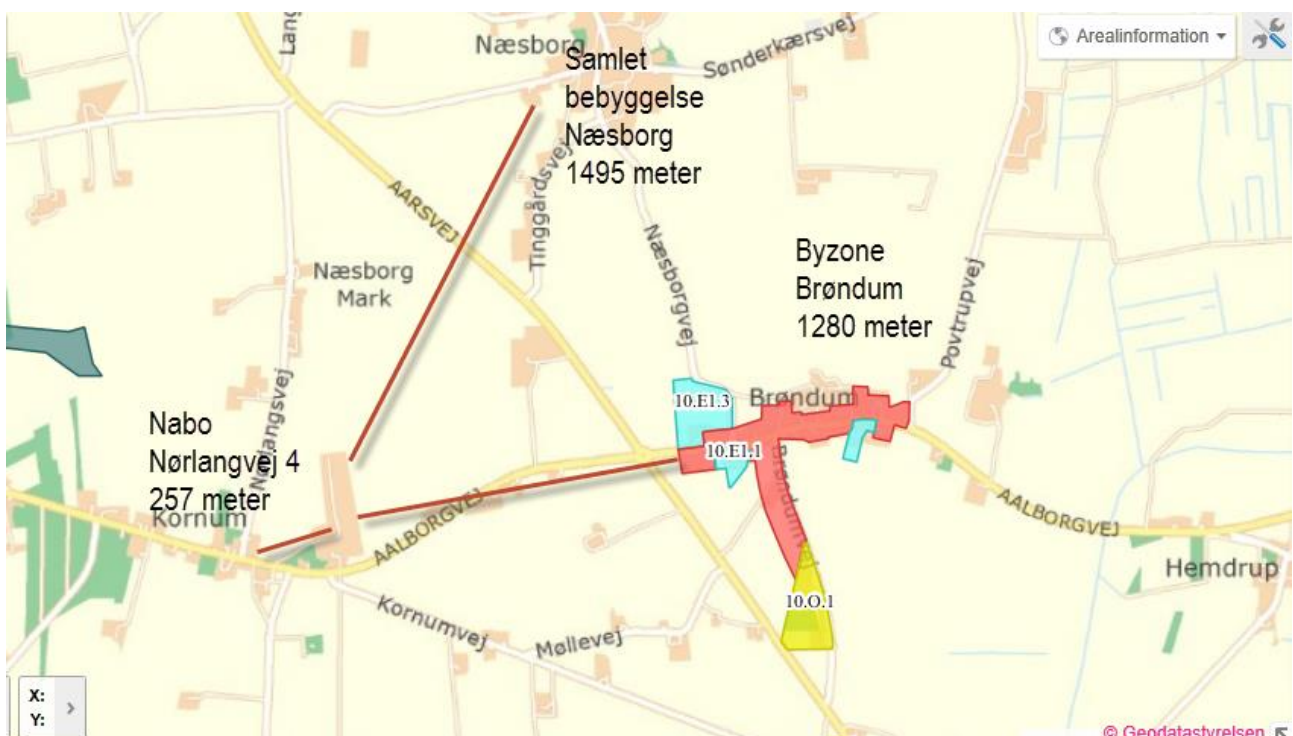 Arealinformation
Næsborg
Sønderkærsvej
Lang
Samlet
bebyggelse
Næsborg
1495 meter
AARSVEJ
Tinggårdsvej
Næsborgvej
Næsborg
Mark
Byzone
Brøndum
1280 meter
Povtrupvej
Nørlangsvej
10.E1.3
Brøndum
Nabo
Nørlangvej 4
257 meter
10.E1.1
Kornum
AALBORGVEJ
AALBORGVEJ
Hemdrup
10.O.1
Kornumvej
Møllevej
X:
Y:
© Geodatastyrelsen